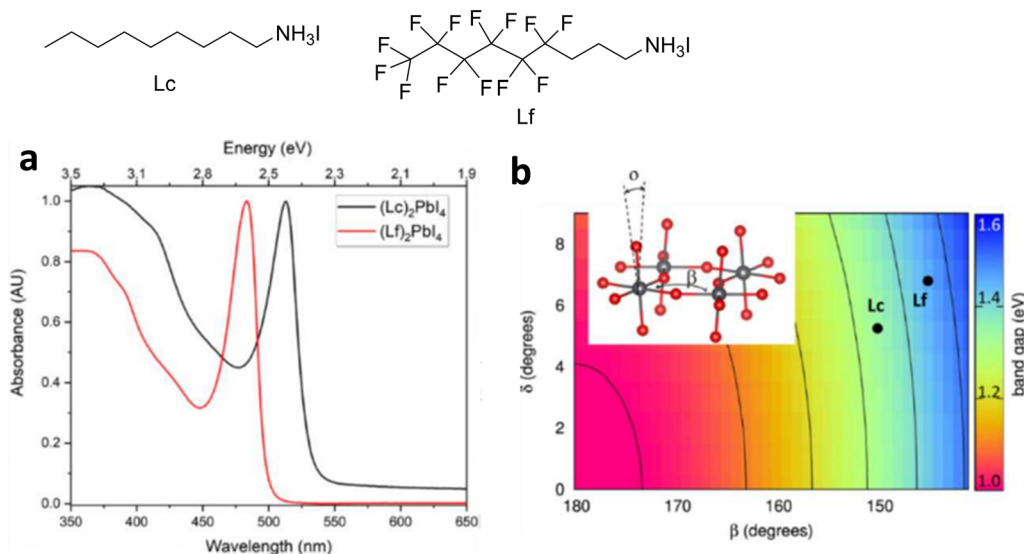 NH3I
Lc
F F F F F F F F F F F F F
NH3I
Lf
a
Energy (eV)
3.5 3.1 2.8 2.5 2.3 2.1 1.9
(Lc)2PbI4
(Lf)2PbI4
Absorbance (AU)
1.0
0.8
0.6
0.4
0.2
0.0
350 400 450 500 550 600 650
Wavelength (nm)
b
σ
β
Lc
Lf
δ (degrees)
8
6
4
2
0
180 170 160 150
β (degrees)
1.6
1.4
1.2
1.0
band gap (eV)